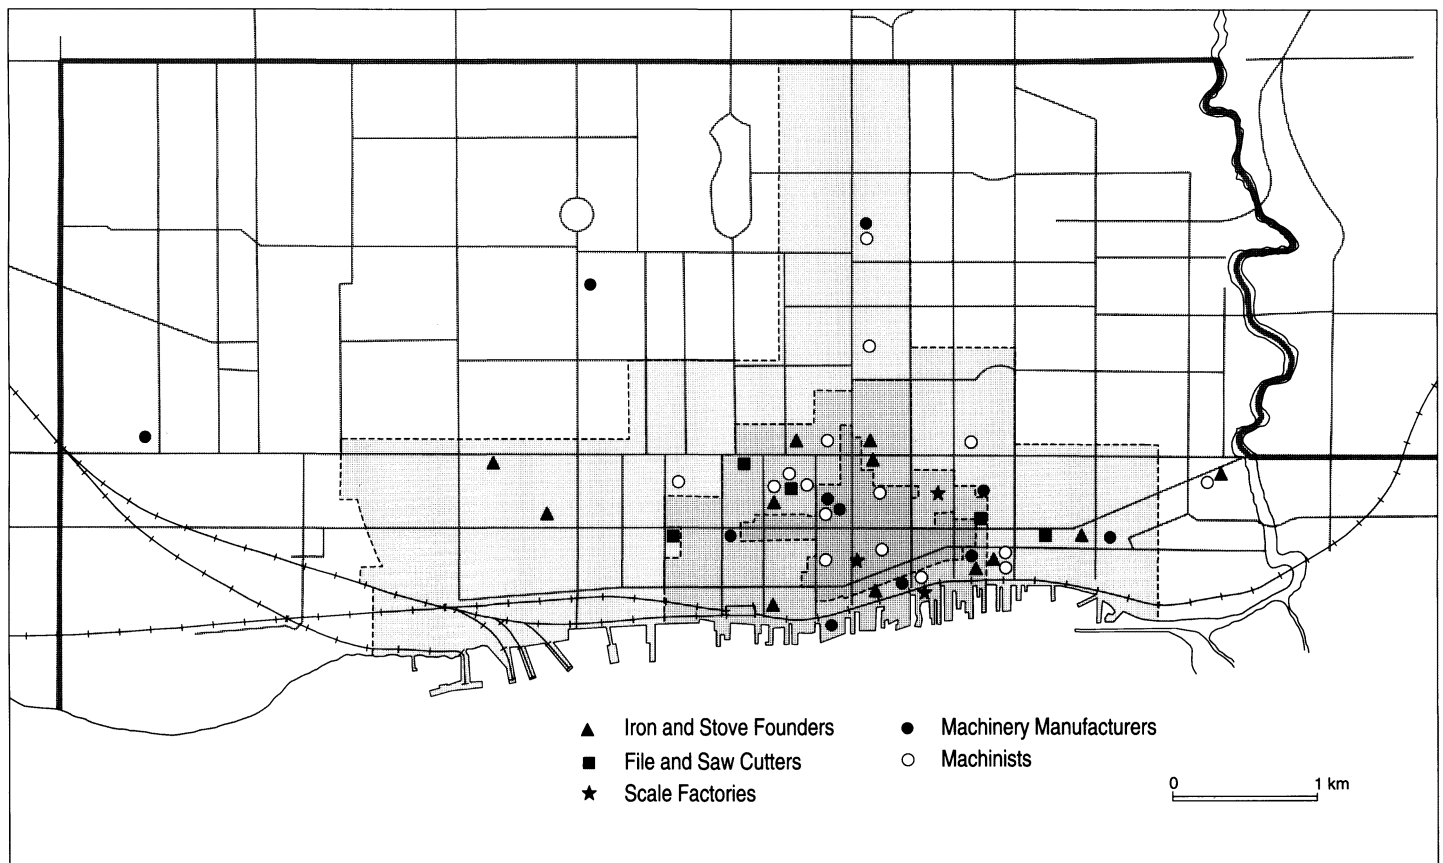 Iron and Stove Founders
File and Saw Cutters
Scale Factories
Machinery Manufacturers
Machinists
0 1 km